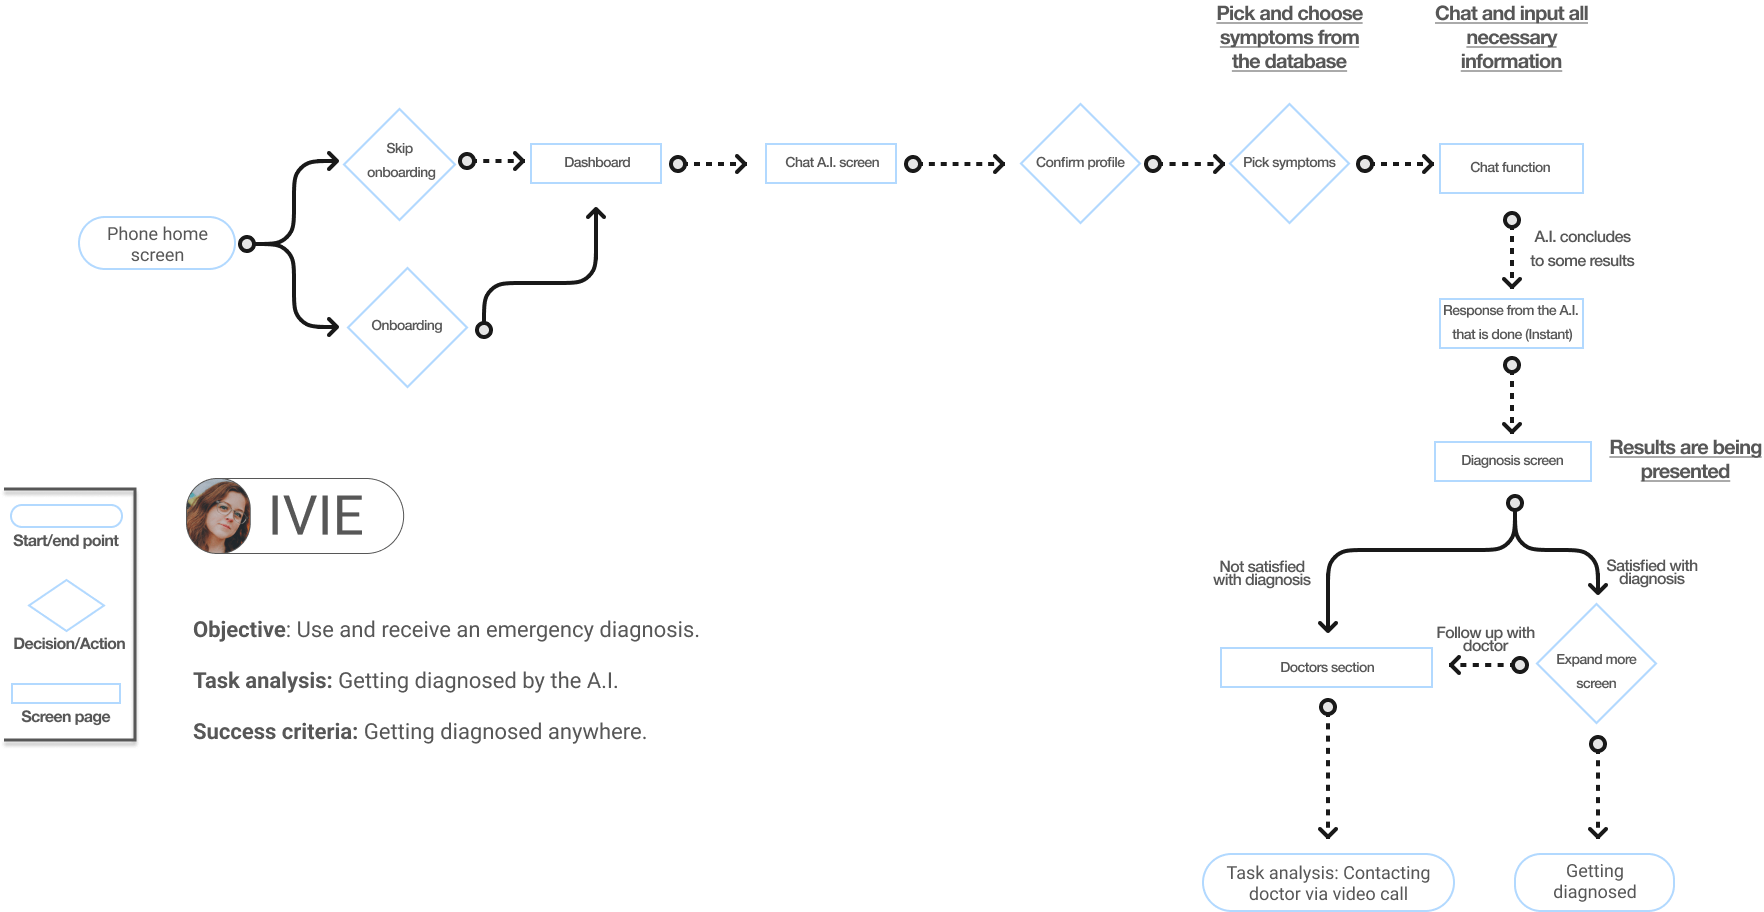 Pick and choose
symptoms from
the database
Chat and input all
necessary
information
Skip
onboarding
Dashboard
Chat A.I. screen
Confirm profile
Pick symptoms
Chat function
Phone home
screen
A.I. concludes
to some results
Onboarding
Response from the A.I.
that is done (Instant)
Diagnosis screen
Results are being
presented
IVIE
Start/end point
Decision/Action
Screen page
Objective: Use and receive an emergency diagnosis.
Task analysis: Getting diagnosed by the A.I.
Success criteria: Getting diagnosed anywhere.
Not satisfied
with diagnosis
Satisfied with
diagnosis
Follow up with
doctor
Doctors section
Expand more
screen
Task analysis: Contacting
doctor via video call
Getting
diagnosed